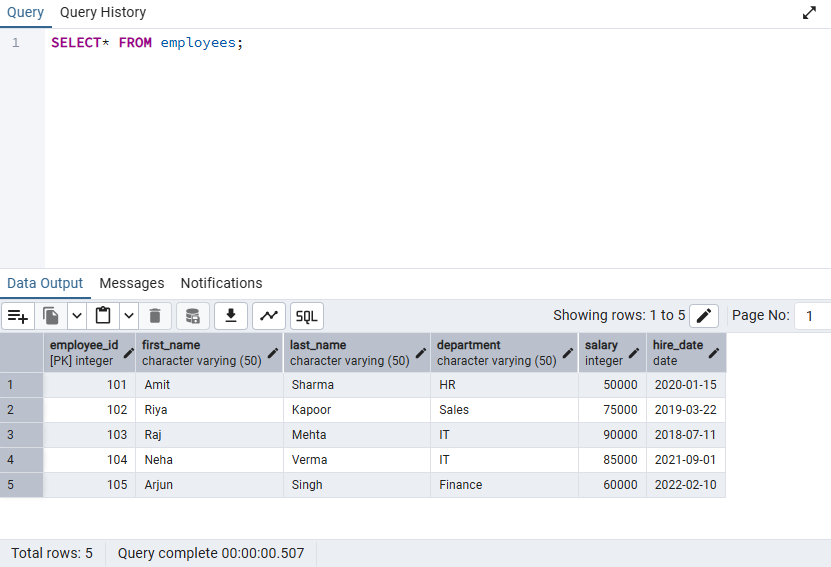 Query Query History
1 SELECT* FROM employees;
Data Output Messages Notifications
SQL Showing rows: 1 to 5 Page No: 1
employee_id first_name last_name department salary hire_date
[PK] integer character varying (50) character varying (50) character varying (50) integer date
1 101 Amit Sharma HR 50000 2020-01-15
2 102 Riya Kapoor Sales 75000 2019-03-22
3 103 Raj Mehta IT 90000 2018-07-11
4 104 Neha Verma IT 85000 2021-09-01
5 105 Arjun Singh Finance 60000 2022-02-10
Total rows: 5 Query complete 00:00:00.507